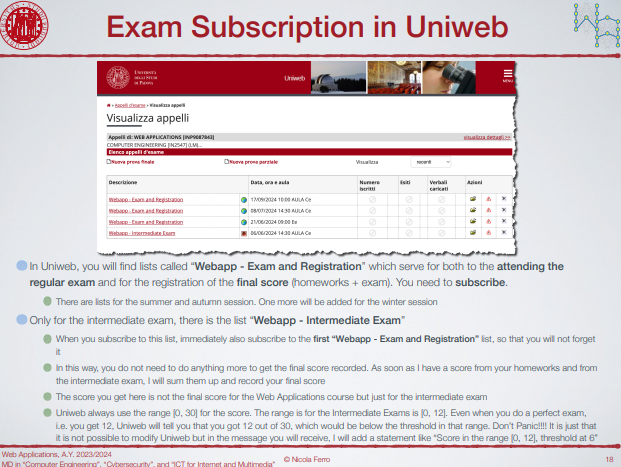 Exam Subscription in Uniweb
UNIVERSITÀ
DEGLI STUDI
DI PADOVA
Uniweb
MENU
» Appelli d'esame » Visualizza appelli
Visualizza appelli
Appelli di: WEB APPLICATIONS [INP9087843]
visualizza dettagli >>
COMPUTER ENGINEERING [IN2547] (LM)...
Elenco appelli d'esame
Nuova prova finale Nuova prova parziale Visualizza recenti
Descrizione Data, ora e aula Numero iscritti Esiti Verbali caricati Azioni
Webapp - Exam and Registration 17/09/2024 10:00 AULA Ce
Webapp - Exam and Registration 08/07/2024 14:30 AULA Ce
Webapp - Exam and Registration 21/06/2024 09:00 Ee
Webapp - Intermediate Exam 06/06/2024 14:30 AULA Ce
In Uniweb, you will find lists called “Webapp - Exam and Registration” which serve for both to the attending the
regular exam and for the registration of the final score (homeworks + exam). You need to subscribe.
There are lists for the summer and autumn session. One more will be added for the winter session
Only for the intermediate exam, there is the list “Webapp - Intermediate Exam”
When you subscribe to this list, immediately also subscribe to the first “Webapp - Exam and Registration” list, so that you will not forget
it
In this way, you do not need to do anything more to get the final score recorded. As soon as I have a score from your homeworks and
from the intermediate exam, I will sum them up and record your final score
The score you get here is not the final score for the Web Applications course but just for the intermediate exam
Uniweb always use the range [0, 30] for the score. The range is for the Intermediate Exams is [0, 12]. Even when you do a perfect exam,
i.e. you get 12, Uniweb will tell you that you got 12 out of 30, which would be below the threshold in that range. Don’t Panic!!!! It is just that
it is not possible to modify Uniweb but in the message you will receive, I will add a statement like “Score in the range [0, 12], threshold at 6”
Web Applications, A.Y. 2023/2024
MD in “Computer Engineering”, “Cybersecurity”, and “ICT for Internet and Multimedia”
© Nicola Ferro
18